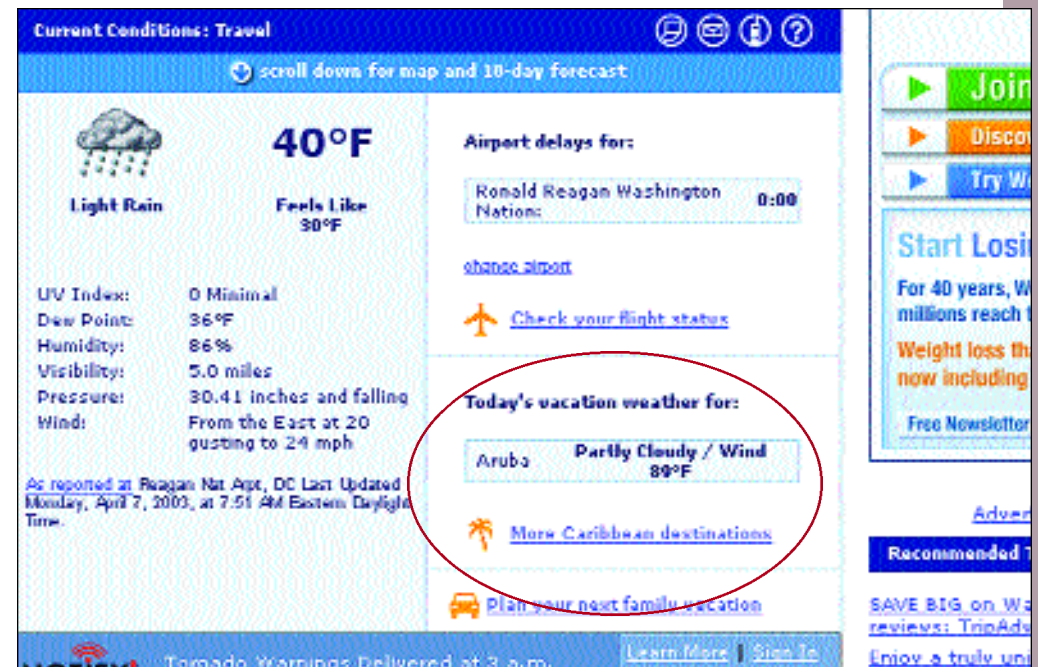 Current Conditions: Travel
scroll down for map and 10-day forecast
40°F
Light Rain
Feels Like
30°F
UV Index: 0 Minimal
Dew Point: 36°F
Humidity: 86%
Visibility: 5.0 miles
Pressure: 30.41 inches and falling
Wind: From the East at 20
gusting to 24 mph
As reported at Reagan Nat Arpt, DC Last Updated
Monday, April 7, 2003, at 7:51 AM Eastern Daylight
Time.
Airport delays for:
Ronald Reagan Washington
Nation: 0:00
change airport
Check your flight status
Today's vacation weather for:
Aruba Partly Cloudy / Wind
89°F
More Caribbean destinations
Plan your next family vacation
Tornado Warnings Delivered at 3 a.m.
Learn More | Sign In
Join
Disco
Try W
Start Losi
For 40 years, W
millions reach t
Weight loss th
now including
Free Newsletter
Adver
Recommended T
SAVE BIG on Wa
reviews: TripAdv
Enjoy a truly uni